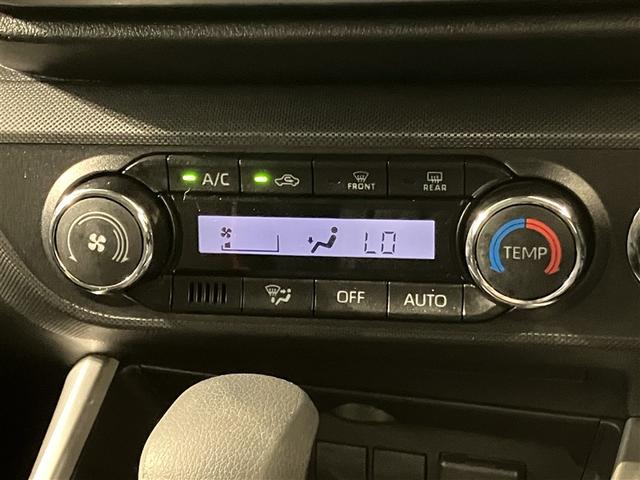 A/C FRONT REAR
LO
TEMP
OFF AUTO